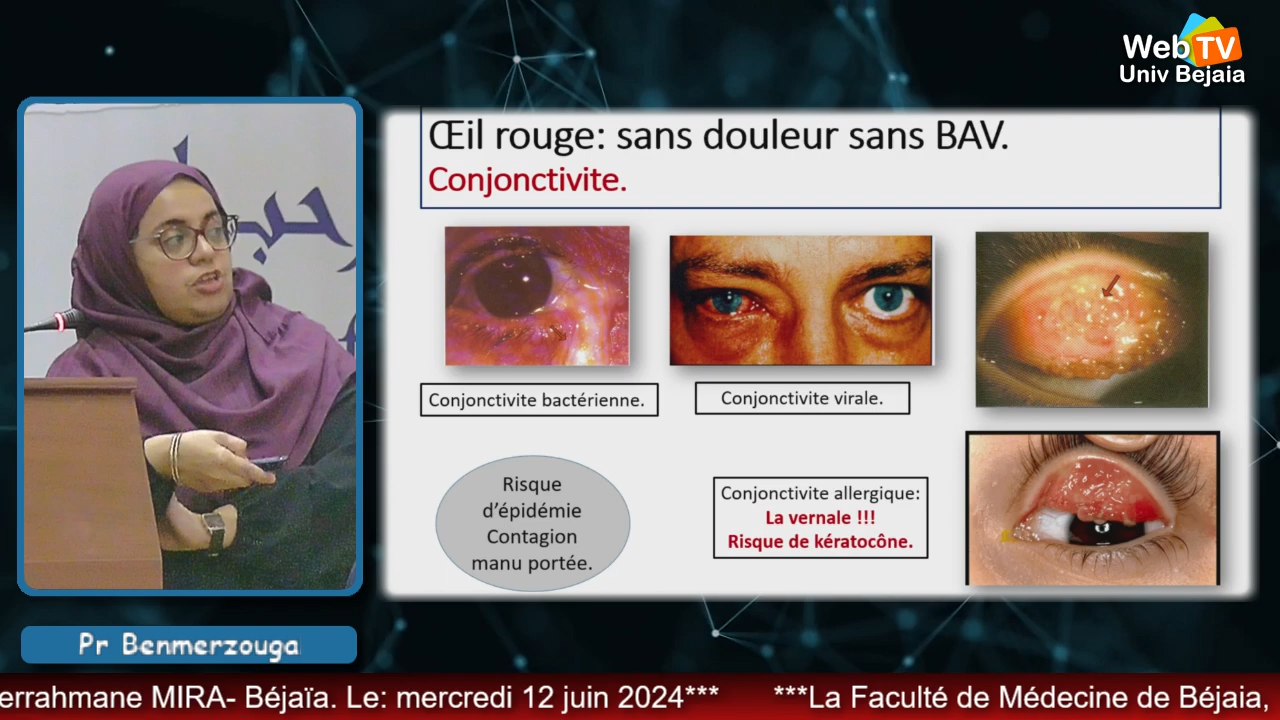 Web TV
Univ Bejaia
Œil rouge: sans douleur sans BAV.
Conjonctivite.
Conjonctivite bactérienne.
Conjonctivite virale.
Risque
d’épidémie
Contagion
manu portée.
Conjonctivite allergique:
La vernale !!!
Risque de kératocône.
Pr Benmerzouga
errahmane MIRA- Béjaïa. Le: mercredi 12 juin 2024*** ***La Faculté de Médecine de Béjaia,